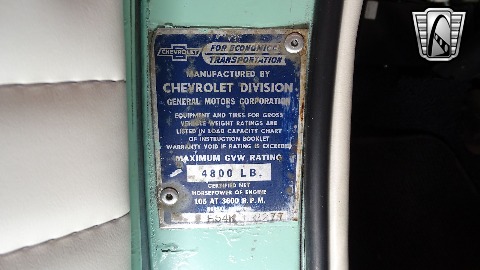 CHEVROLET
FOR ECONOMICAL
TRANSPORTATION
MANUFACTURED BY
CHEVROLET DIVISION
GENERAL MOTORS CORPORATION
EQUIPMENT AND TIRES FOR GROSS
VEHICLE WEIGHT RATINGS ARE
LISTED IN LOAD CAPACITY CHART
OF INSTRUCTION BOOKLET
WARRANTY VOID IF RATING IS EXCEEDED
MAXIMUM GVW RATING
4800 LB.
CERTIFIED NET
HORSEPOWER OF ENGINE
105 AT 3600 R.P.M.